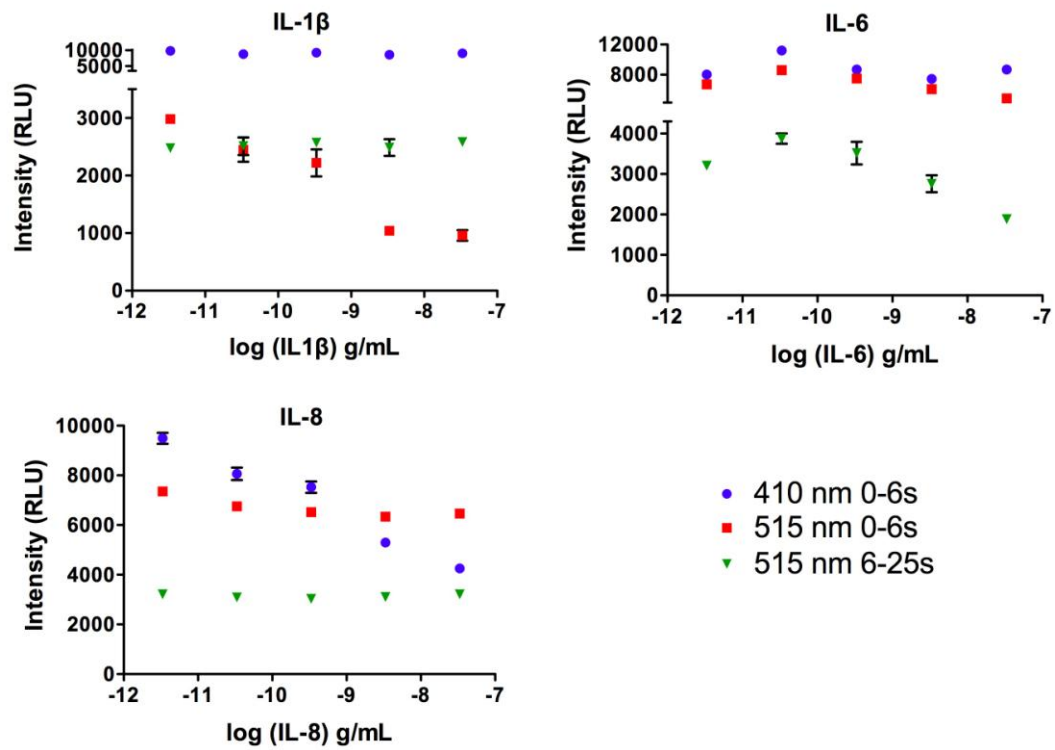 IL-1β
Intensity (RLU)
10000
5000
3000
2000
1000
0
-12 -11 -10 -9 -8 -7
log (IL1β) g/mL
IL-6
Intensity (RLU)
12000
8000
4000
3000
2000
1000
0
-12 -11 -10 -9 -8 -7
log (IL-6) g/mL
IL-8
Intensity (RLU)
10000
8000
6000
4000
2000
0
-12 -11 -10 -9 -8 -7
log (IL-8) g/mL
410 nm 0-6s
515 nm 0-6s
515 nm 6-25s